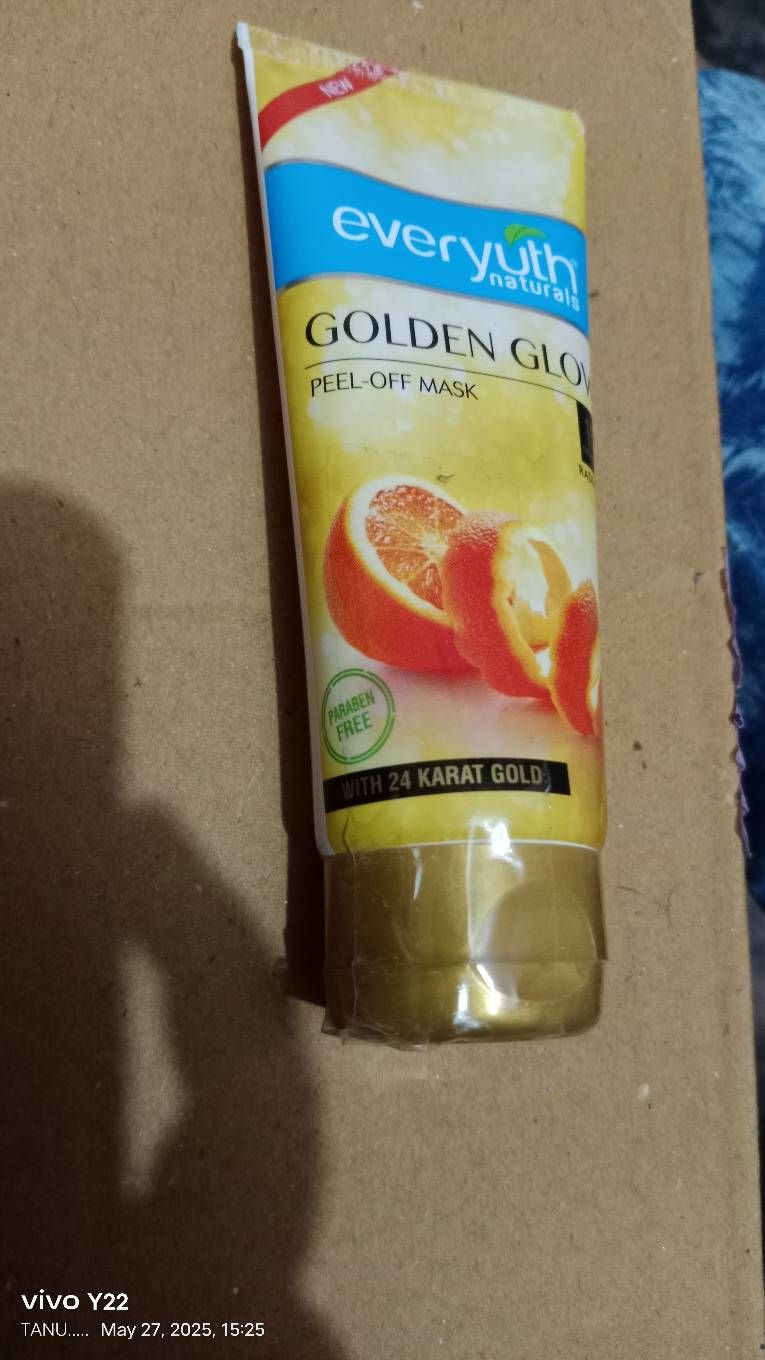 NEW
everyuth
naturals
GOLDEN GLOW
PEEL-OFF MASK
PARABEN
FREE
WITH 24 KARAT GOLD
vivo Y22
TANU..... May 27, 2025, 15:25